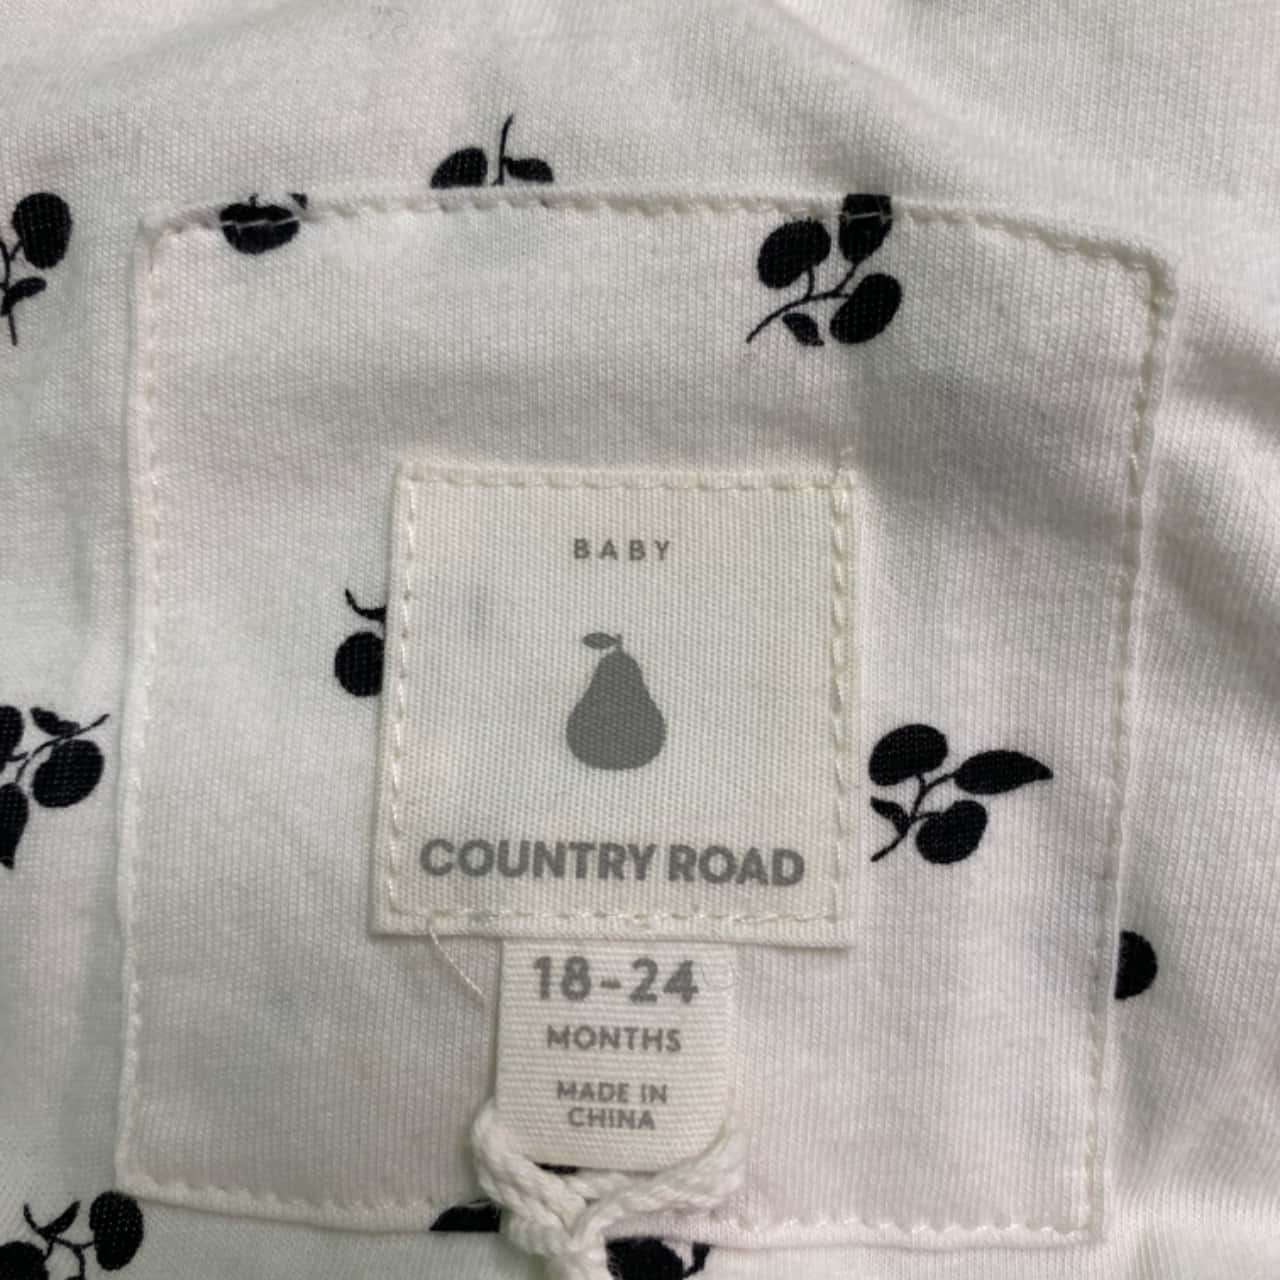 BABY
COUNTRY ROAD
18-24
MONTHS
MADE IN
CHINA